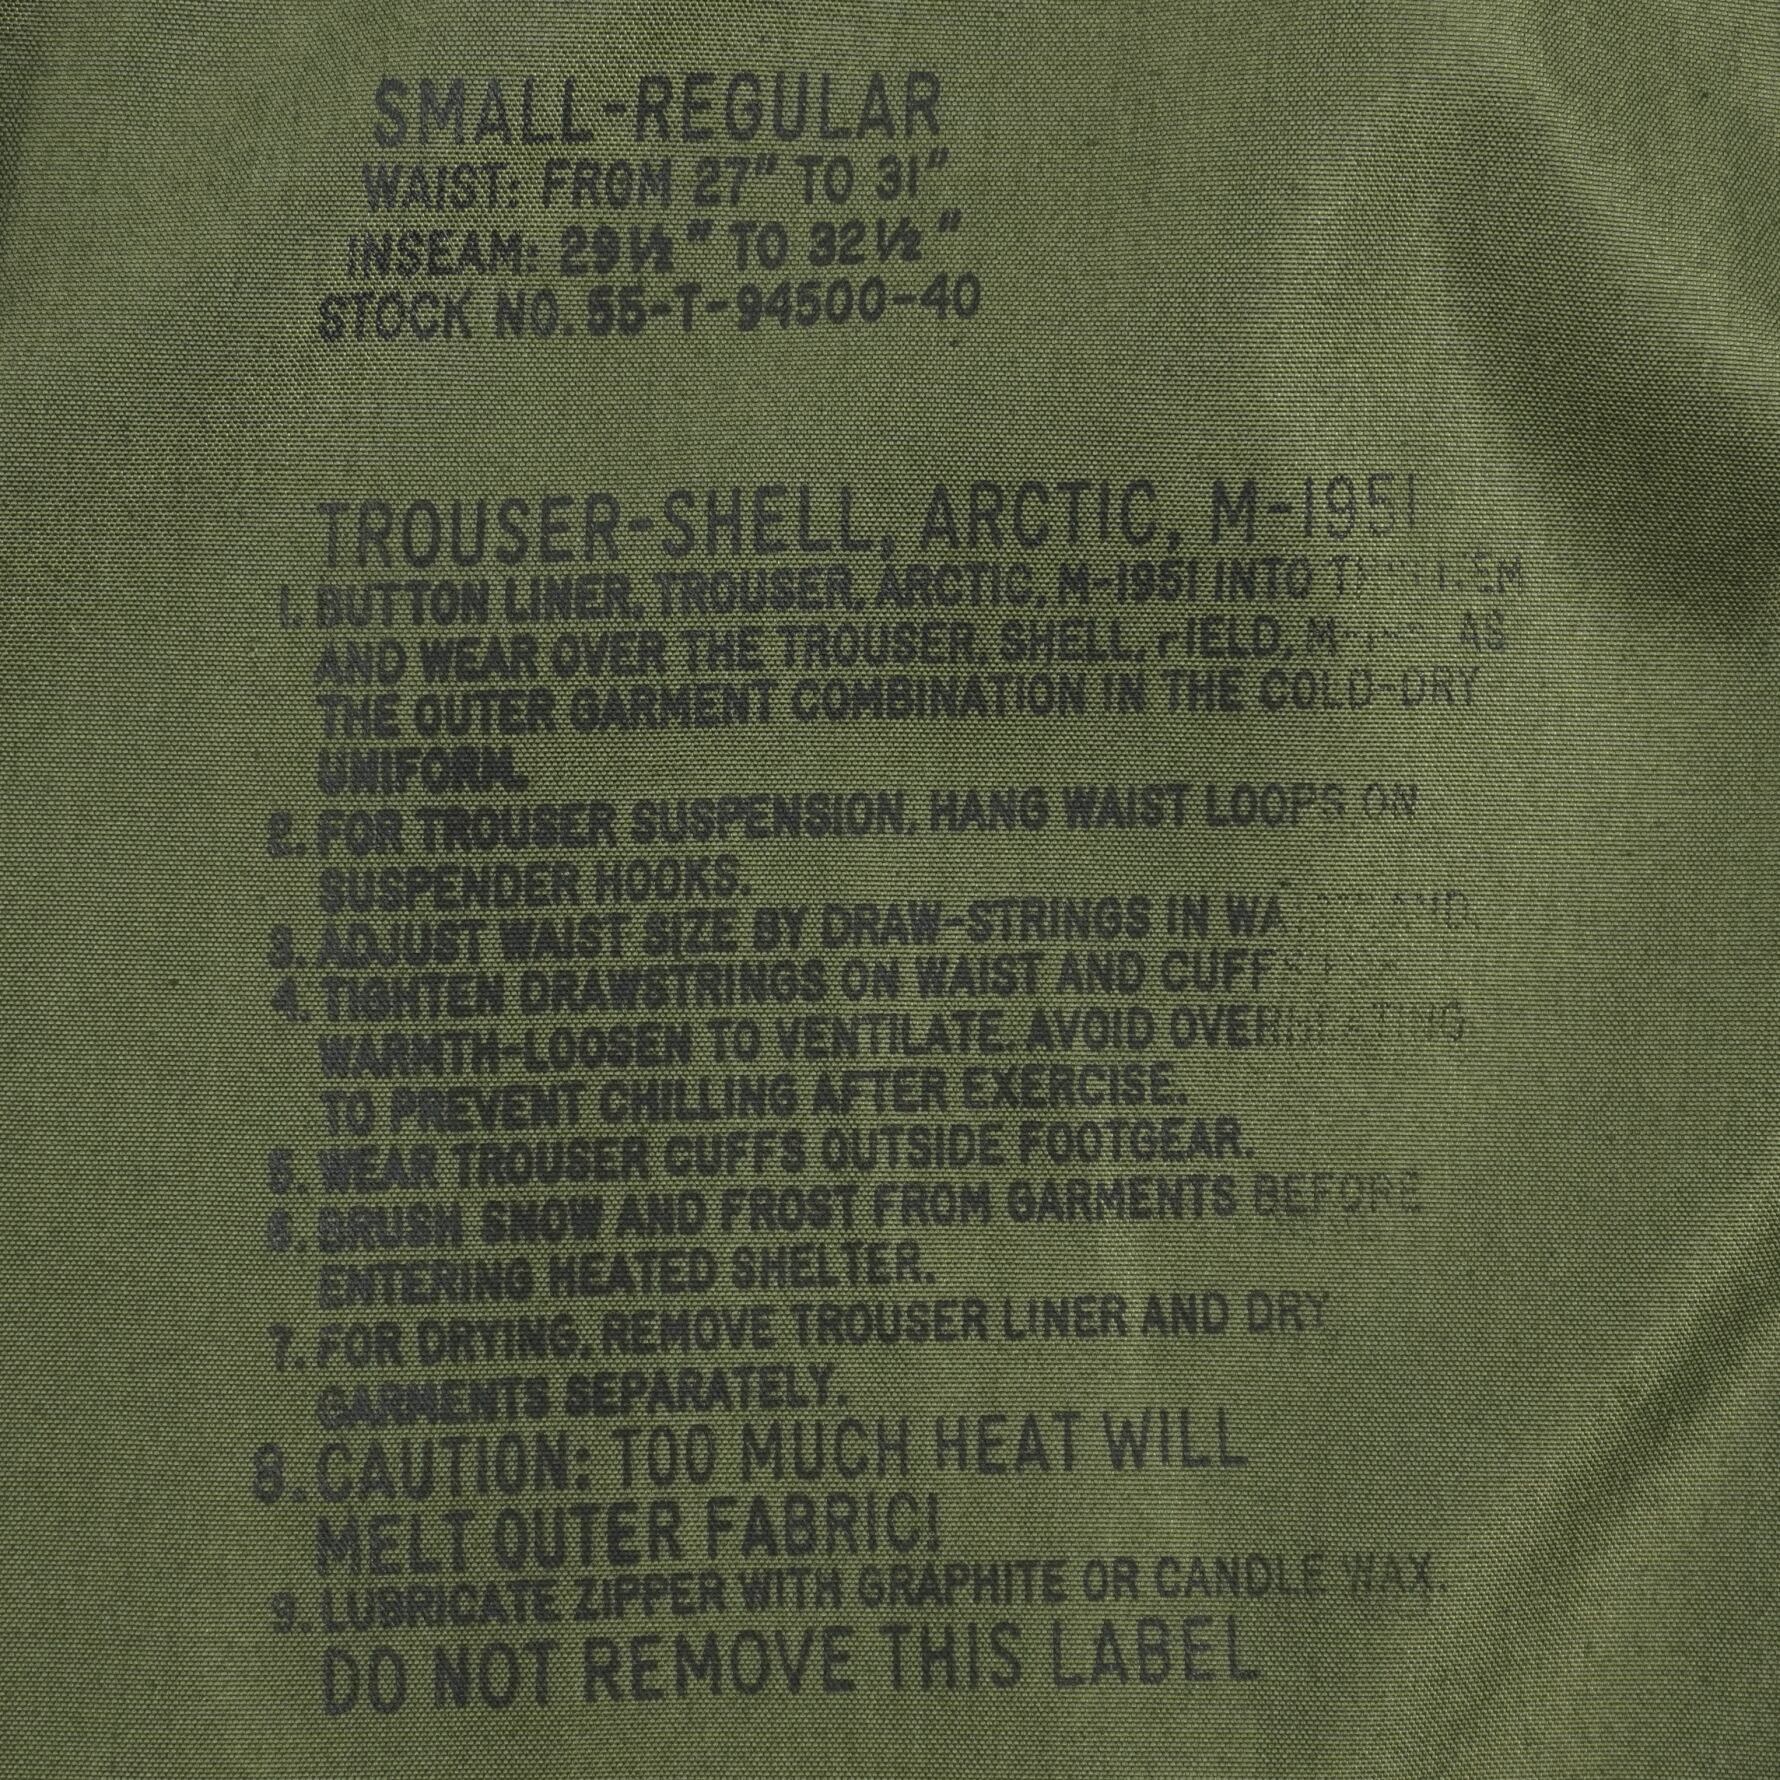 SMALL-REGULAR
WAIST: FROM 27" TO 31"
INSEAM: 29½" TO 32½"
STOCK NO. 55-T-94500-40
TROUSER-SHELL, ARCTIC, M-1951
1. BUTTON LINER, TROUSER, ARCTIC, M-1951 INTO
AND WEAR OVER THE TROUSER, SHELL, FIELD, AS
THE OUTER GARMENT COMBINATION IN THE COLD-DRY
UNIFORM.
2. FOR TROUSER SUSPENSION, HANG WAIST LOOPS ON
SUSPENDER HOOKS.
3. ADJUST WAIST SIZE BY DRAW-STRINGS IN
4. TIGHTEN DRAWSTRINGS ON WAIST AND
WARMTH-LOOSEN TO VENTILATE. AVOID OVERHEATING
TO PREVENT CHILLING AFTER EXERCISE.
5. WEAR TROUSER CUFFS OUTSIDE FOOTGEAR.
6. BRUSH SNOW AND FROST FROM GARMENTS BEFORE
ENTERING HEATED SHELTER.
7. FOR DRYING, REMOVE TROUSER LINER AND DRY
GARMENTS SEPARATELY.
8. CAUTION: TOO MUCH HEAT WILL
MELT OUTER FABRIC!
9. LUBRICATE ZIPPER WITH GRAPHITE OR CANDLE WAX.
DO NOT REMOVE THIS LABEL